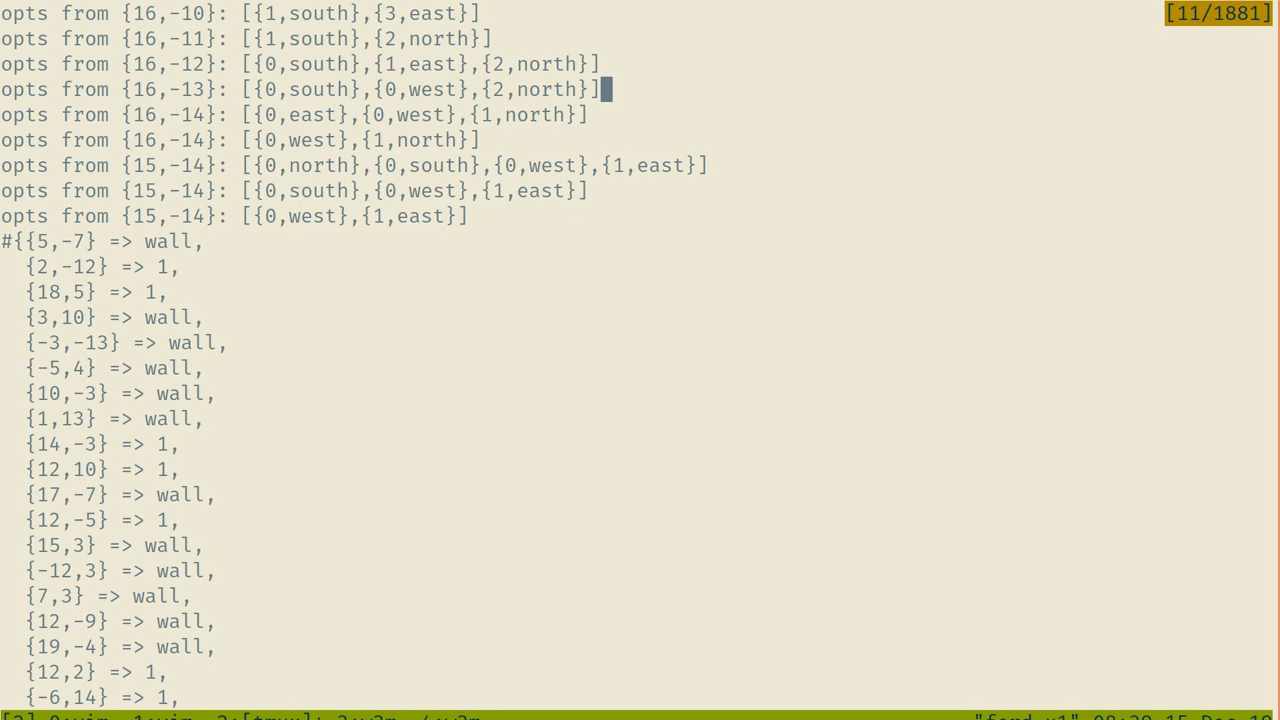 opts from {16,-10}: [{1,south},{3,east}] [11/1881]
opts from {16,-11}: [{1,south},{2,north}]
opts from {16,-12}: [{0,south},{1,east},{2,north}]
opts from {16,-13}: [{0,south},{0,west},{2,north}]
opts from {16,-14}: [{0,east},{0,west},{1,north}]
opts from {16,-14}: [{0,west},{1,north}]
opts from {15,-14}: [{0,north},{0,south},{0,west},{1,east}]
opts from {15,-14}: [{0,south},{0,west},{1,east}]
opts from {15,-14}: [{0,west},{1,east}]
#{{5,-7} => wall,
{2,-12} => 1,
{18,5} => 1,
{3,10} => wall,
{-3,-13} => wall,
{-5,4} => wall,
{10,-3} => wall,
{1,13} => wall,
{14,-3} => 1,
{12,10} => 1,
{17,-7} => wall,
{12,-5} => 1,
{15,3} => wall,
{-12,3} => wall,
{7,3} => wall,
{12,-9} => wall,
{19,-4} => wall,
{12,2} => 1,
{-6,14} => 1,